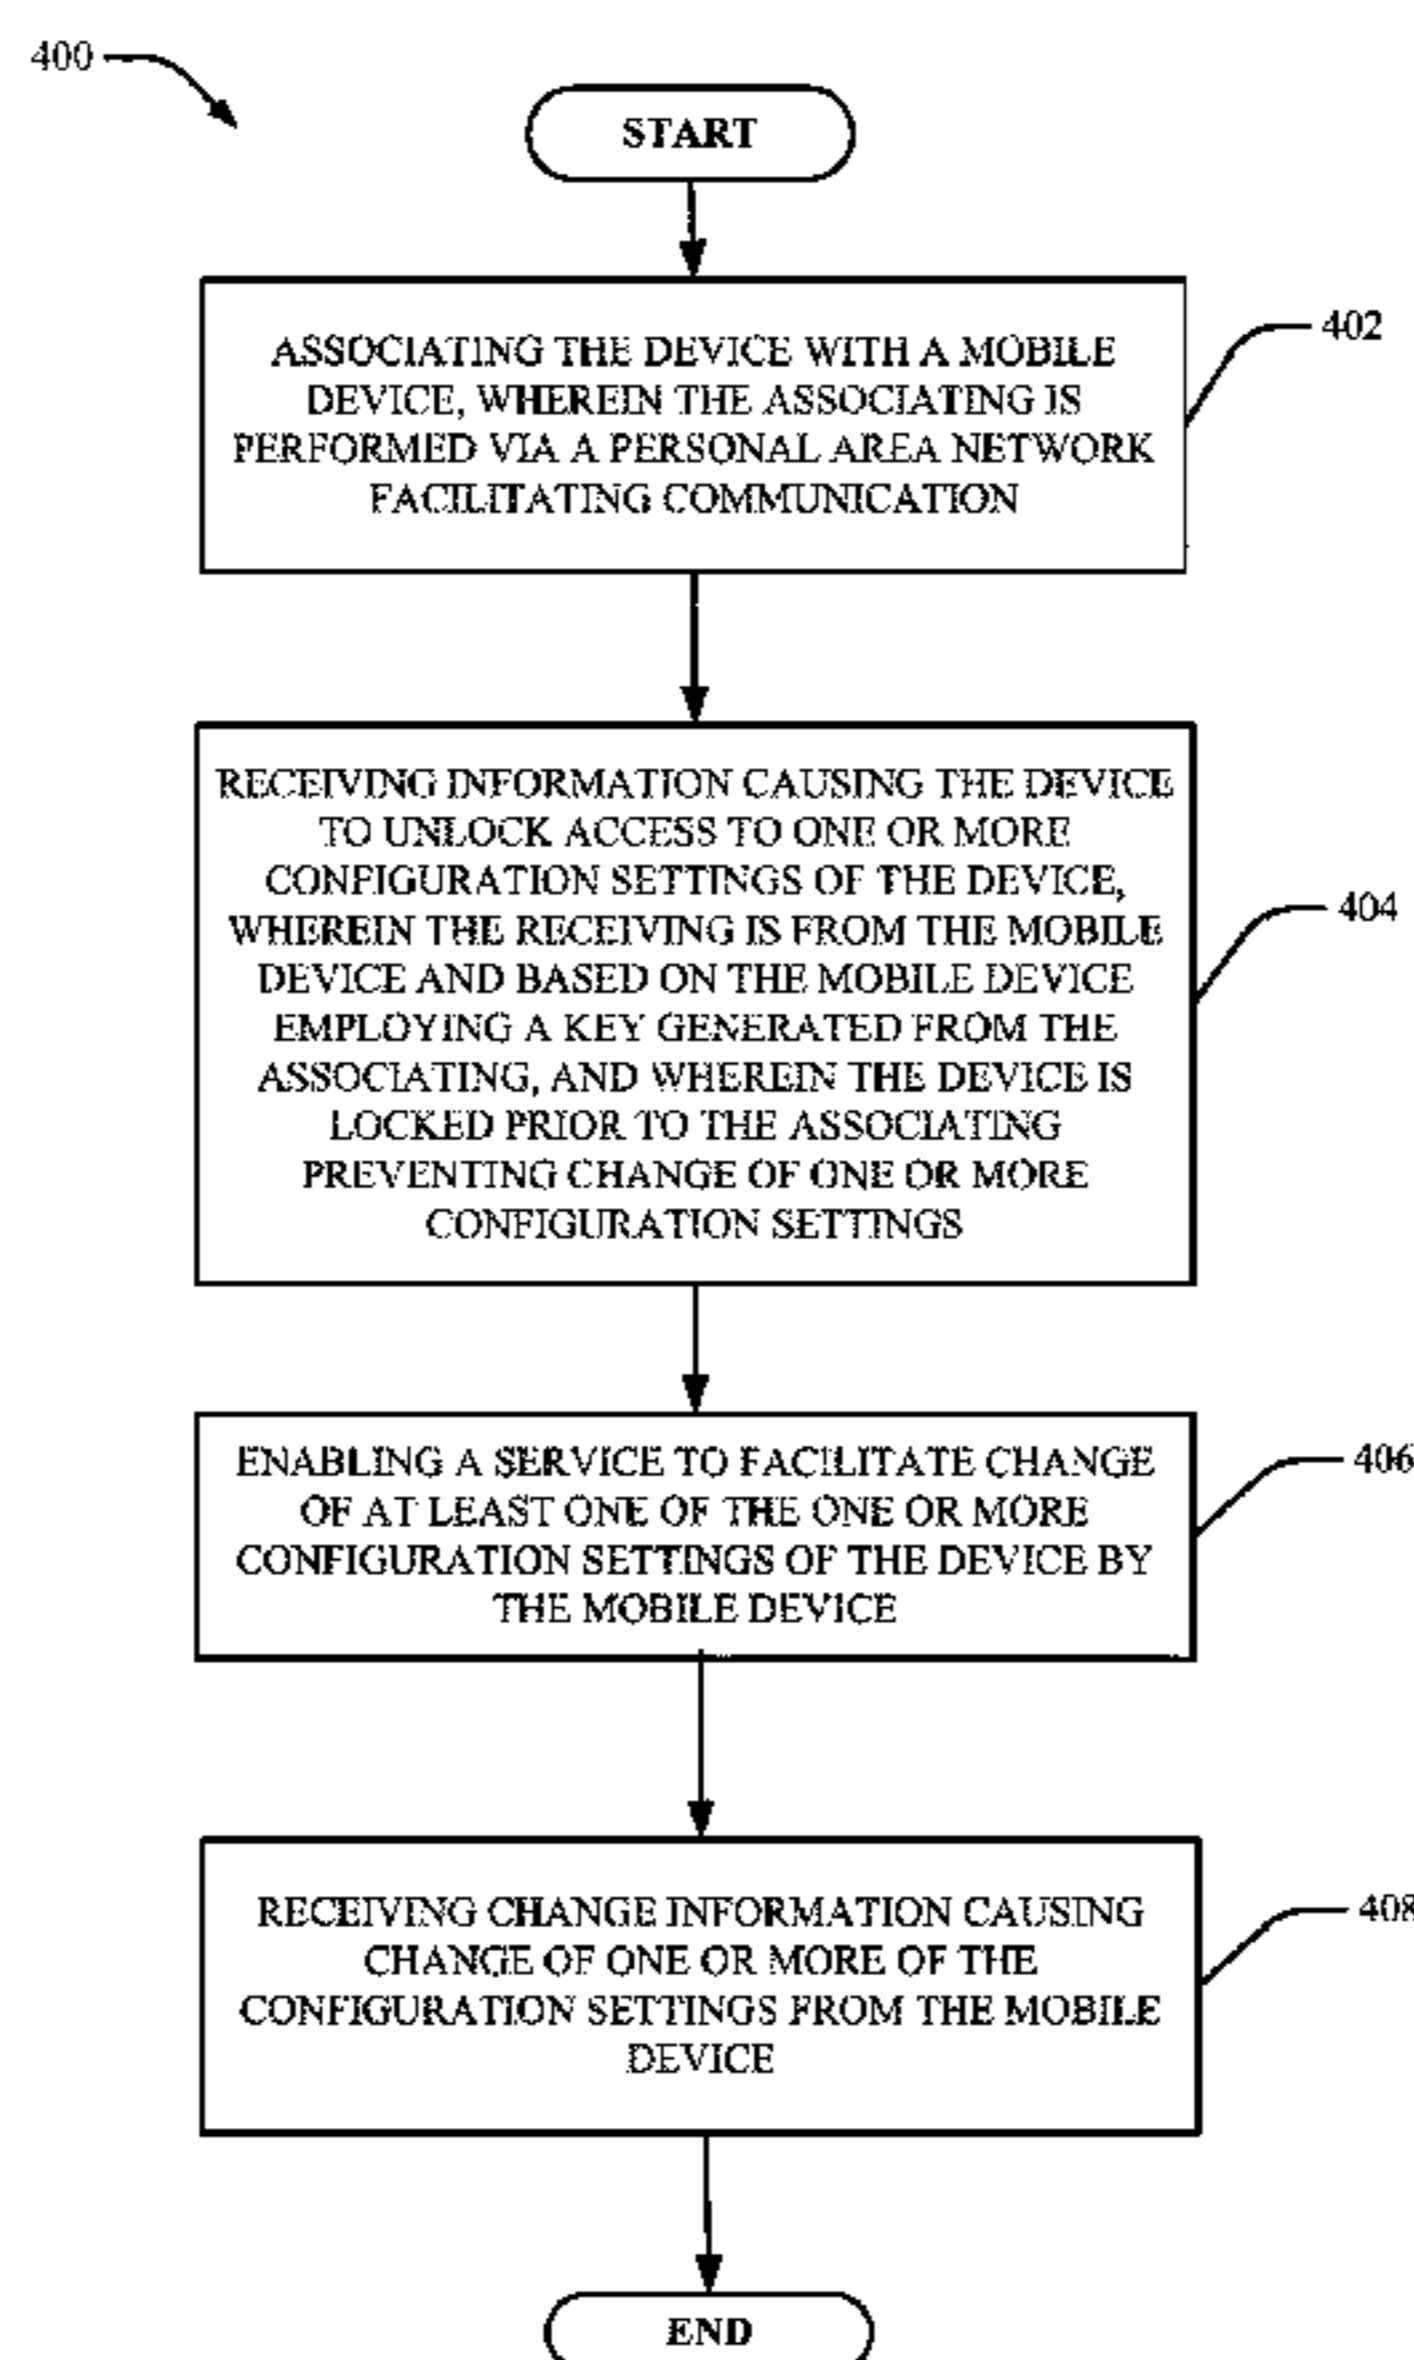 400
START
ASSOCIATING THE DEVICE WITH A MOBILE
DEVICE, WHEREIN THE ASSOCIATING IS
PERFORMED VIA A PERSONAL AREA NETWORK
FACILITATING COMMUNICATION
402
RECEIVING INFORMATION CAUSING THE DEVICE
TO UNLOCK ACCESS TO ONE OR MORE
CONFIGURATION SETTINGS OF THE DEVICE,
WHEREIN THE RECEIVING IS FROM THE MOBILE
DEVICE AND BASED ON THE MOBILE DEVICE
EMPLOYING A KEY GENERATED FROM THE
ASSOCIATING, AND WHEREIN THE DEVICE IS
LOCKED PRIOR TO THE ASSOCIATING
PREVENTING CHANGE OF ONE OR MORE
CONFIGURATION SETTINGS
404
ENABLING A SERVICE TO FACILITATE CHANGE
OF AT LEAST ONE OF THE ONE OR MORE
CONFIGURATION SETTINGS OF THE DEVICE BY
THE MOBILE DEVICE
406
RECEIVING CHANGE INFORMATION CAUSING
CHANGE OF ONE OR MORE OF THE
CONFIGURATION SETTINGS FROM THE MOBILE
DEVICE
408
END